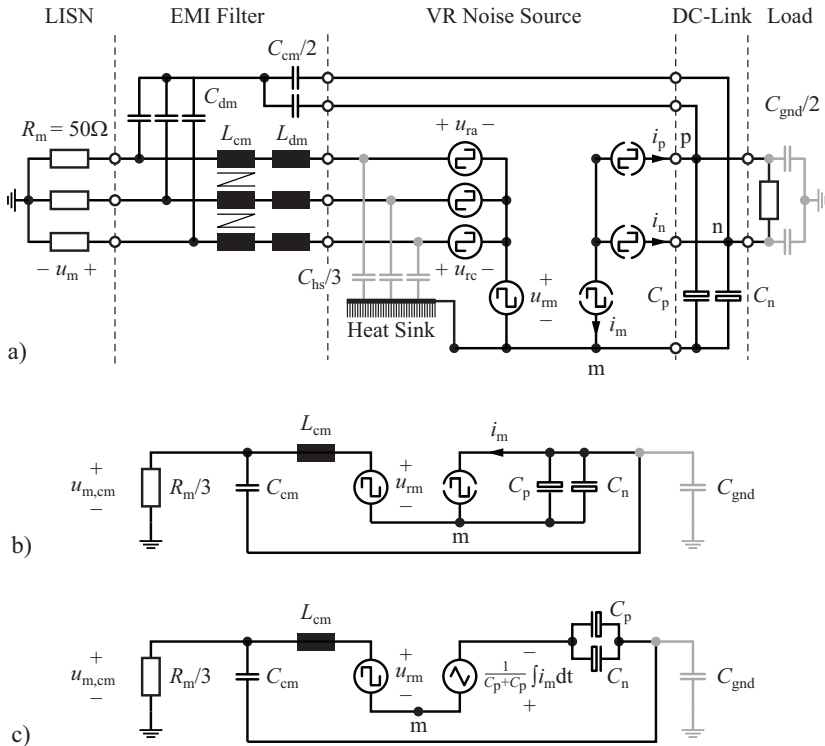 LISN EMI Filter VR Noise Source DC-Link Load
C_cm/2
C_dm
C_gnd/2
R_m = 50Ω L_cm L_dm + u_ra − i_p p
i_n n
− u_m + C_hs/3 + u_rc −
+ u_rm − C_p C_n
Heat Sink i_m
a) m
L_cm i_m
+ u_m,cm − R_m/3 C_cm + u_rm − C_p C_n C_gnd
b) m
L_cm C_p
+ u_m,cm − R_m/3 C_cm + u_rm − − 1/(C_p+C_p) ∫i_m dt + C_n C_gnd
c) m